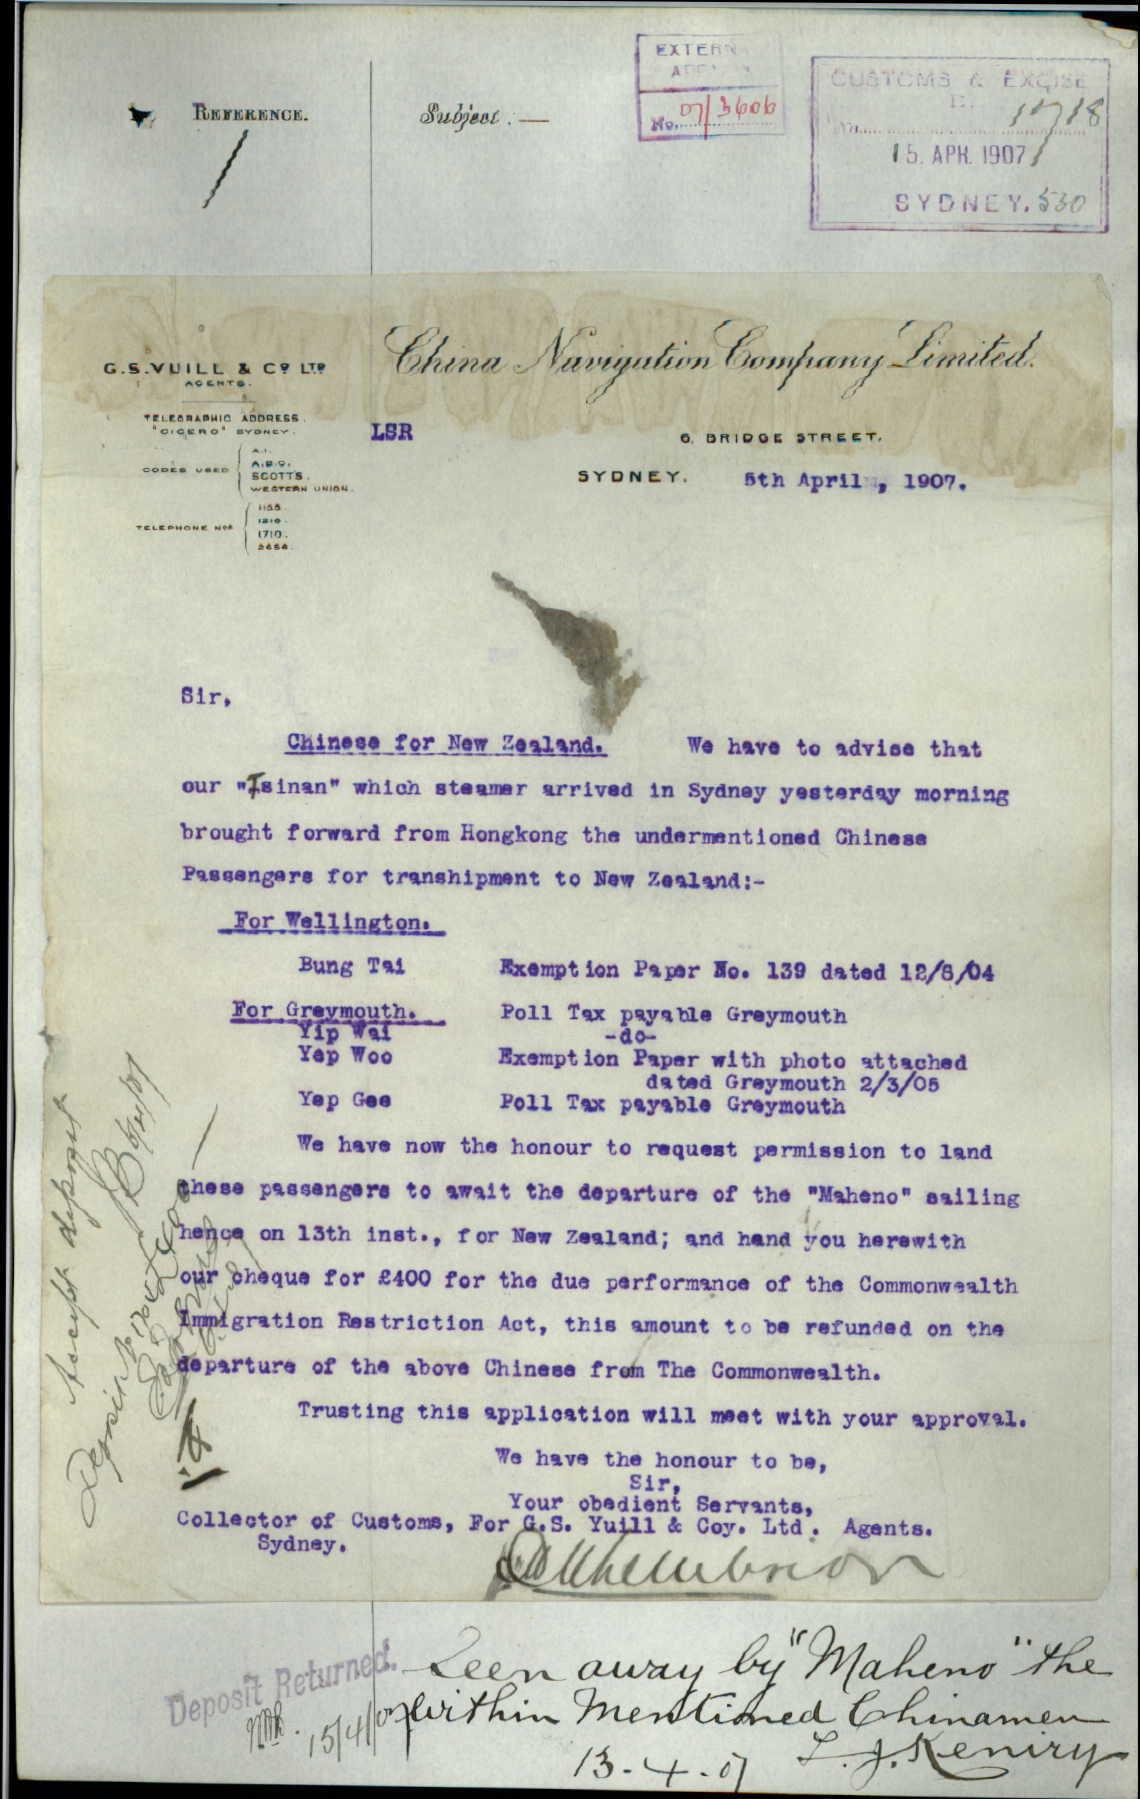 REFERENCE.
Subject :—
EXTERN
No. 07/3606
CUSTOMS & EXCISE
1718
15. APR. 1907
SYDNEY. 530
G.S. YUILL & Co LTD
AGENTS.
TELEGRAPHIC ADDRESS.
"CICERO" SYDNEY.
CODES USED
A.I.
A.B.C.
SCOTTS.
WESTERN UNION.
TELEPHONE Nos
1710.
China Navigation Company Limited.
LSR
6. BRIDGE STREET.
SYDNEY. 5th April, 1907.
Sir,
Chinese for New Zealand. We have to advise that
our "Tsinan" which steamer arrived in Sydney yesterday morning
brought forward from Hongkong the undermentioned Chinese
Passengers for transhipment to New Zealand:-
For Wellington.
Bung Tai Exemption Paper No. 139 dated 12/8/04
For Greymouth. Poll Tax payable Greymouth
Yip Wai -do-
Yep Woo Exemption Paper with photo attached
dated Greymouth 2/3/05
Yep Gee Poll Tax payable Greymouth
We have now the honour to request permission to land
these passengers to await the departure of the "Maheno" sailing
hence on 13th inst., for New Zealand; and hand you herewith
our cheque for £400 for the due performance of the Commonwealth
Immigration Restriction Act, this amount to be refunded on the
departure of the above Chinese from The Commonwealth.
Trusting this application will meet with your approval.
We have the honour to be,
Sir,
Your obedient Servants,
Collector of Customs, For G.S. Yuill & Coy. Ltd. Agents.
Sydney.
Accept deposit
Deposit No
Deposit Returned.
15/4/07
Seen away by "Maheno" the
within Mentioned Chinamen
L. J. Keniry
13.4.07